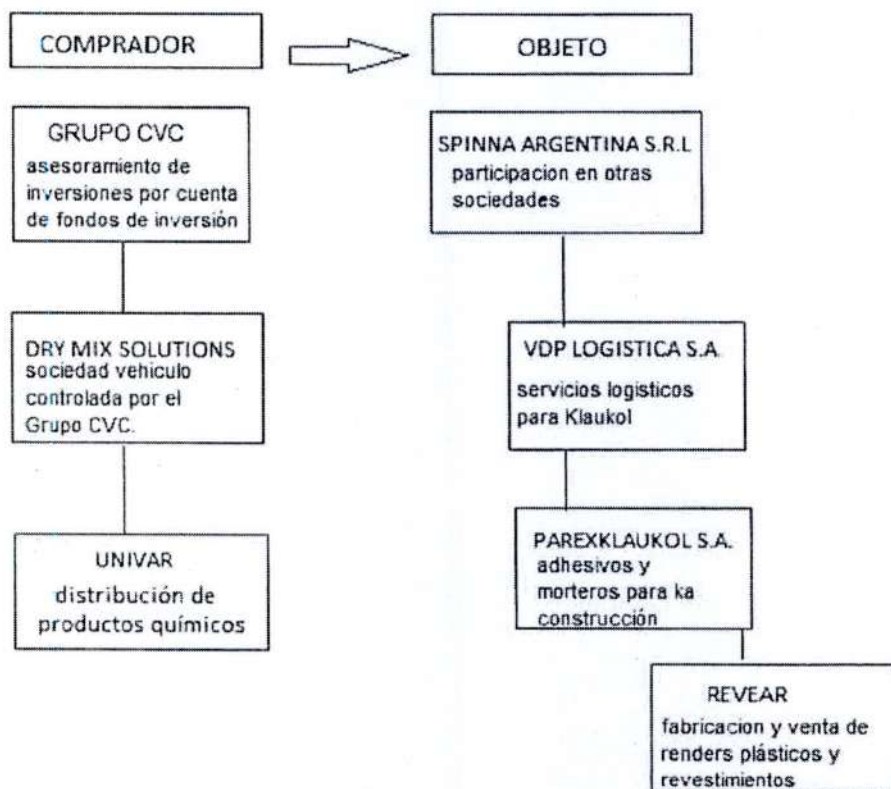 COMPRADOR
OBJETO
GRUPO CVC
asesoramiento de
inversiones por cuenta
de fondos de inversión
DRY MIX SOLUTIONS
sociedad vehiculo
controlada por el
Grupo CVC.
UNIVAR
distribución de
productos químicos
SPINNA ARGENTINA S.R.L
participacion en otras
sociedades
VDP LOGISTICA S.A.
servicios logisticos
para Klaukol
PAREXKLAUKOL S.A.
adhesivos y
morteros para ka
construcción
REVEAR
fabricacion y venta de
renders plásticos y
revestimientos